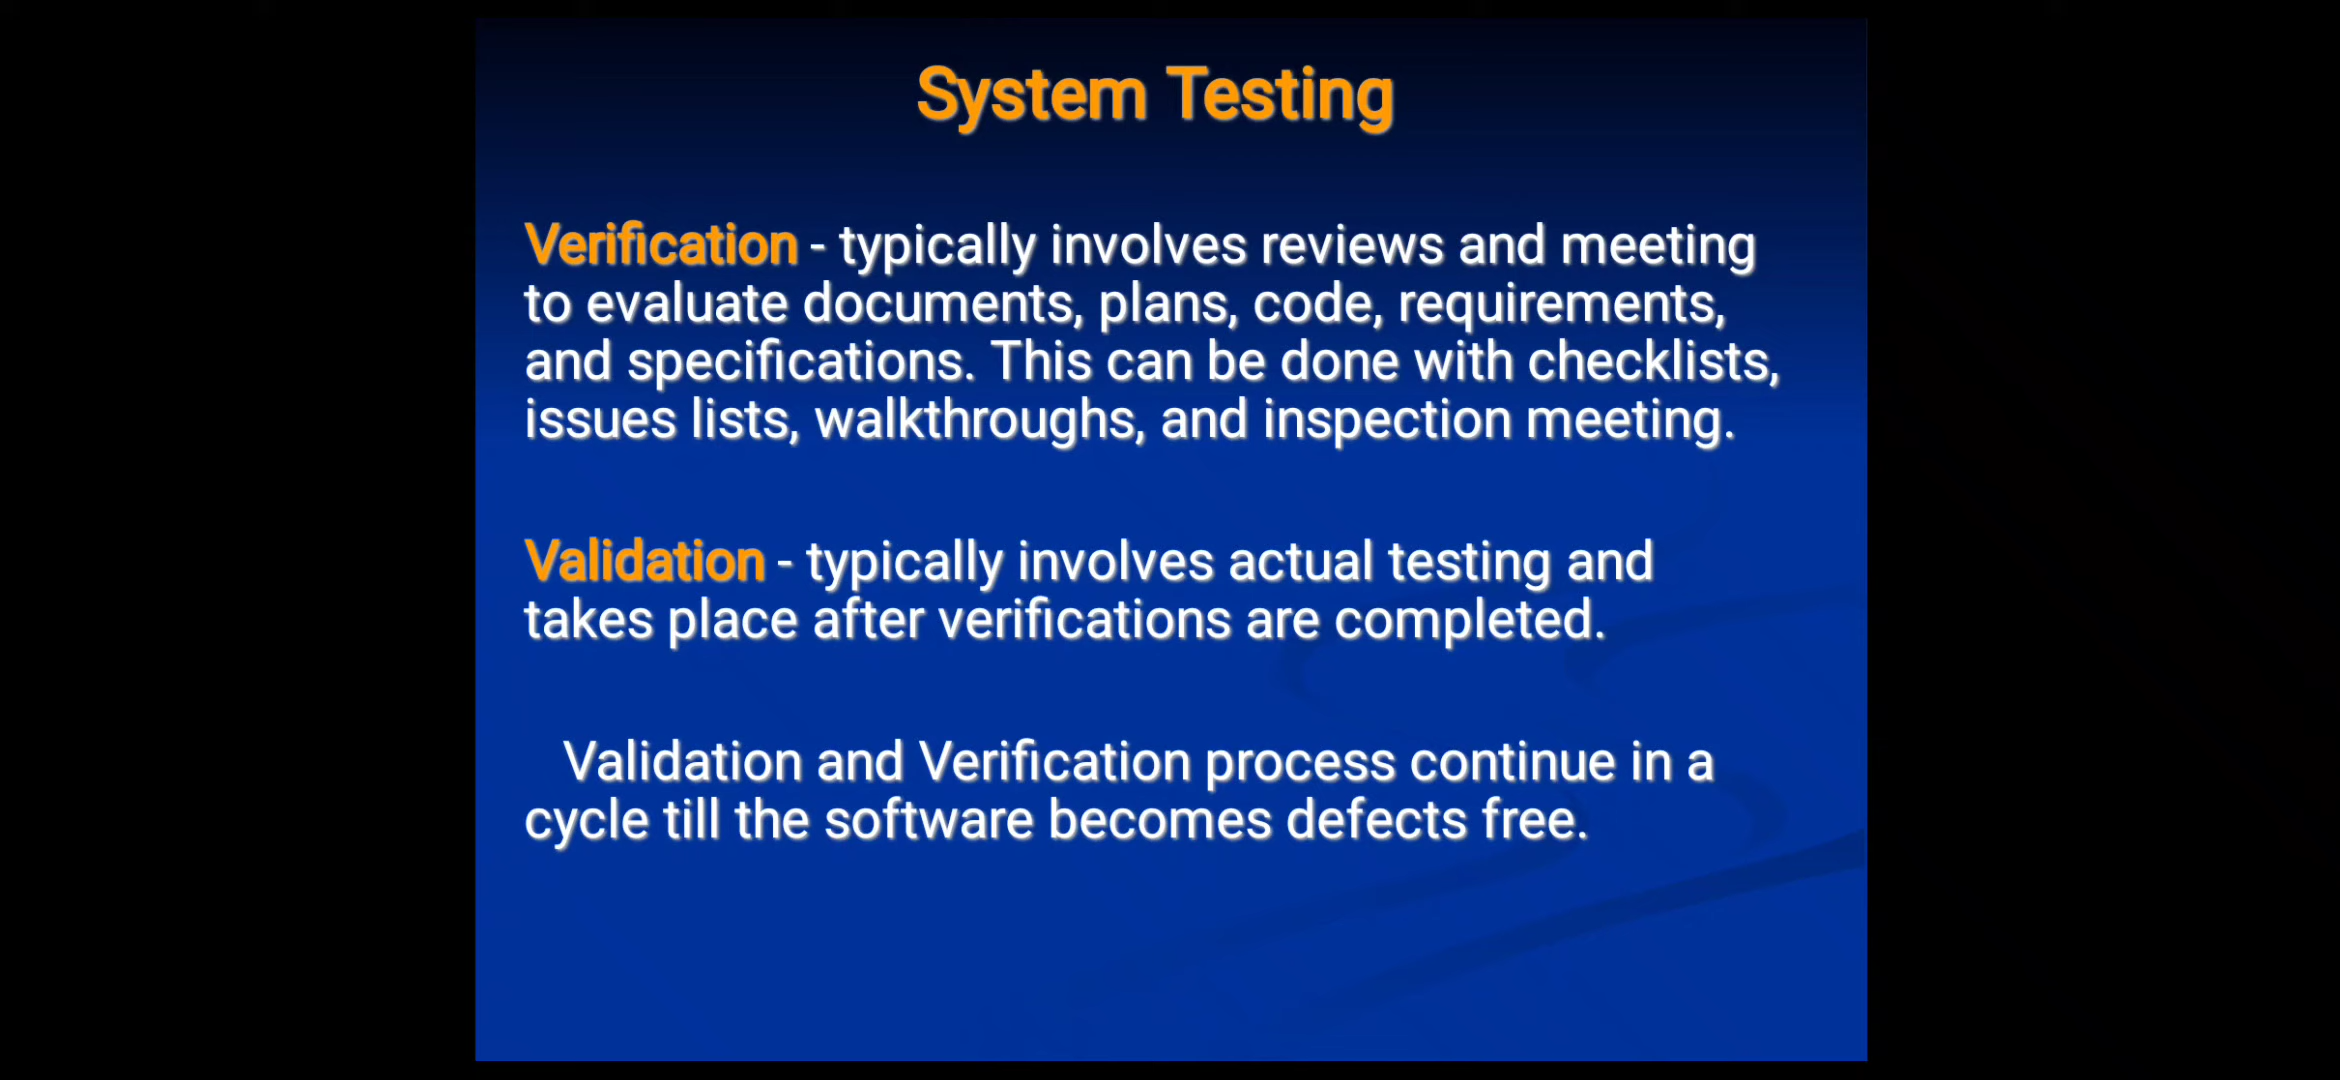 System Testing
Verification - typically involves reviews and meeting
to evaluate documents, plans, code, requirements,
and specifications. This can be done with checklists,
issues lists, walkthroughs, and inspection meeting.
Validation - typically involves actual testing and
takes place after verifications are completed.
Validation and Verification process continue in a
cycle till the software becomes defects free.